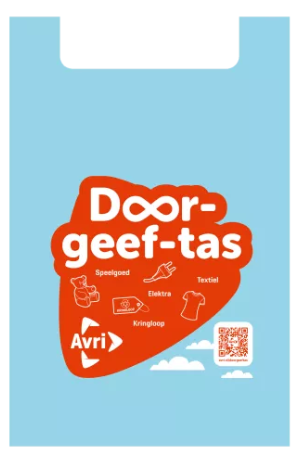 Door-
geef-tas
Speelgoed
Textiel
Elektra
Kringloop
Avri